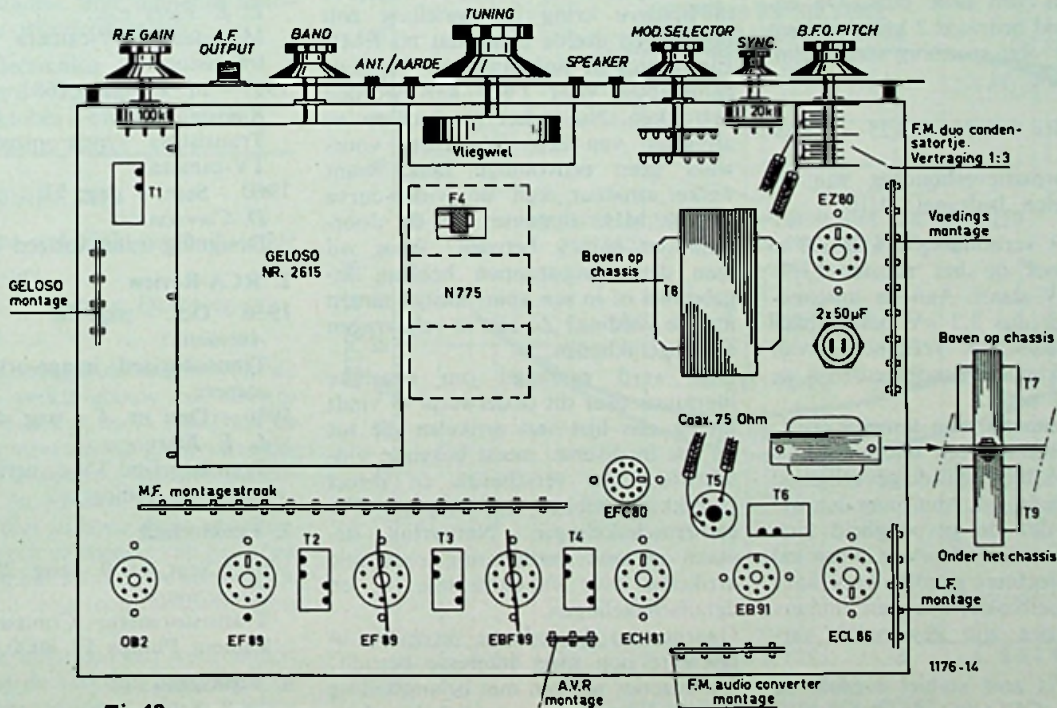 R.F. GAIN
A.F. OUTPUT
BAND
ANT./AARDE
TUNING
SPEAKER
MOD. SELECTOR
SYNC.
B.F.O. PITCH
100k
20k
Vliegwiel
F.M. duo conden-
satortje.
Vertraging 1:3
T1
F4
EZ80
Voedings
montage
GELOSO
NR. 2615
Boven op
chassis
T8
GELOSO
montage
N775
2x50µF
Boven op chassis
T7
Coax. 75 Ohm
T5
T6
T9
Onder het chassis
M.F. montagestrook
EFC80
T2
T3
T4
OB2
EF89
EF89
EBF89
ECH81
EB91
ECL86
L.F.
montage
A.V.R
montage
F.M. audio converter
montage
1176-14